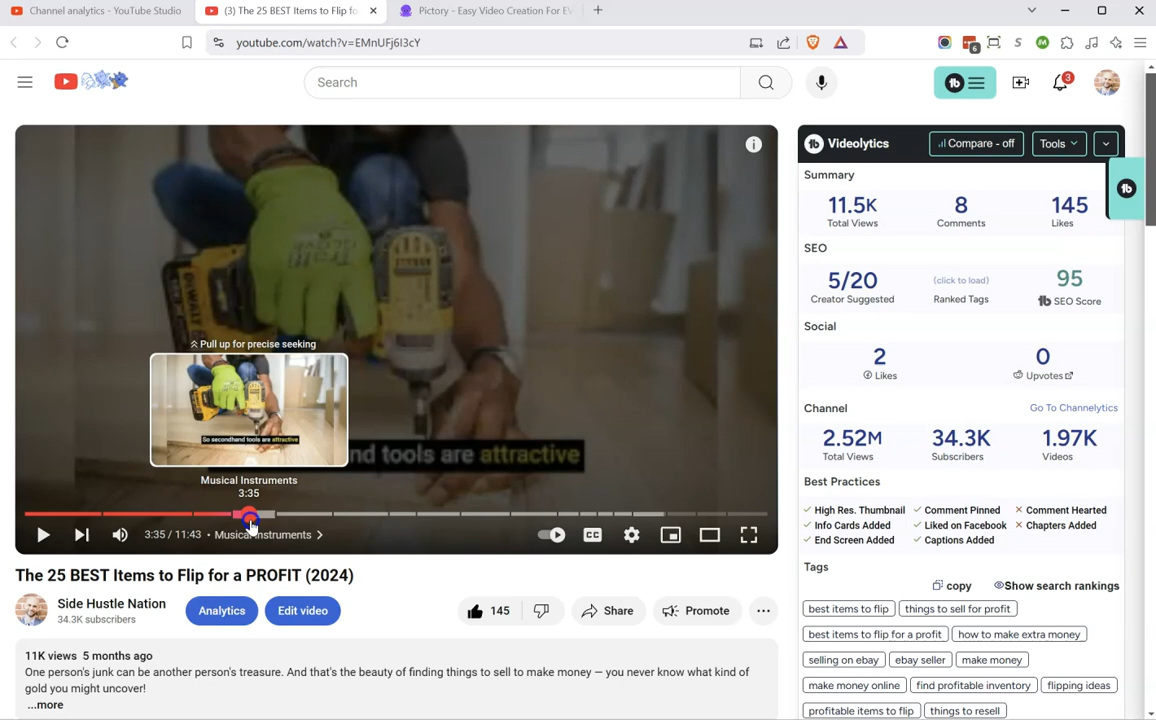 Channel analytics - YouTube Studio
(3) The 25 BEST Items to Flip fo
Pictory - Easy Video Creation For
youtube.com/watch?v=EMnUFj6I3cY
6
Search
3
Pull up for precise seeking
So secondhand tools are attractive
nd tools are attractive
Musical Instruments
3:35
3:35 / 11:43 • Musical Instruments
CC
The 25 BEST Items to Flip for a PROFIT (2024)
Side Hustle Nation
34.3K subscribers
Analytics
Edit video
145
Share
Promote
11K views 5 months ago
One person's junk can be another person's treasure. And that's the beauty of finding things to sell to make money – you never know what kind of
gold you might uncover!
...more
tb Videolytics
Compare - off
Tools
tb
Summary
11.5K
8
145
Total Views
Comments
Likes
SEO
5/20
(click to load)
95
Creator Suggested
Ranked Tags
tb SEO Score
Social
2
0
Likes
Upvotes
Channel
Go To Channelytics
2.52M
34.3K
1.97K
Total Views
Subscribers
Videos
Best Practices
High Res. Thumbnail
Comment Pinned
Comment Hearted
Info Cards Added
Liked on Facebook
Chapters Added
End Screen Added
Captions Added
Tags
copy
Show search rankings
best items to flip
things to sell for profit
best items to flip for a profit
how to make extra money
selling on ebay
ebay seller
make money
make money online
find profitable inventory
flipping ideas
profitable items to flip
things to resell